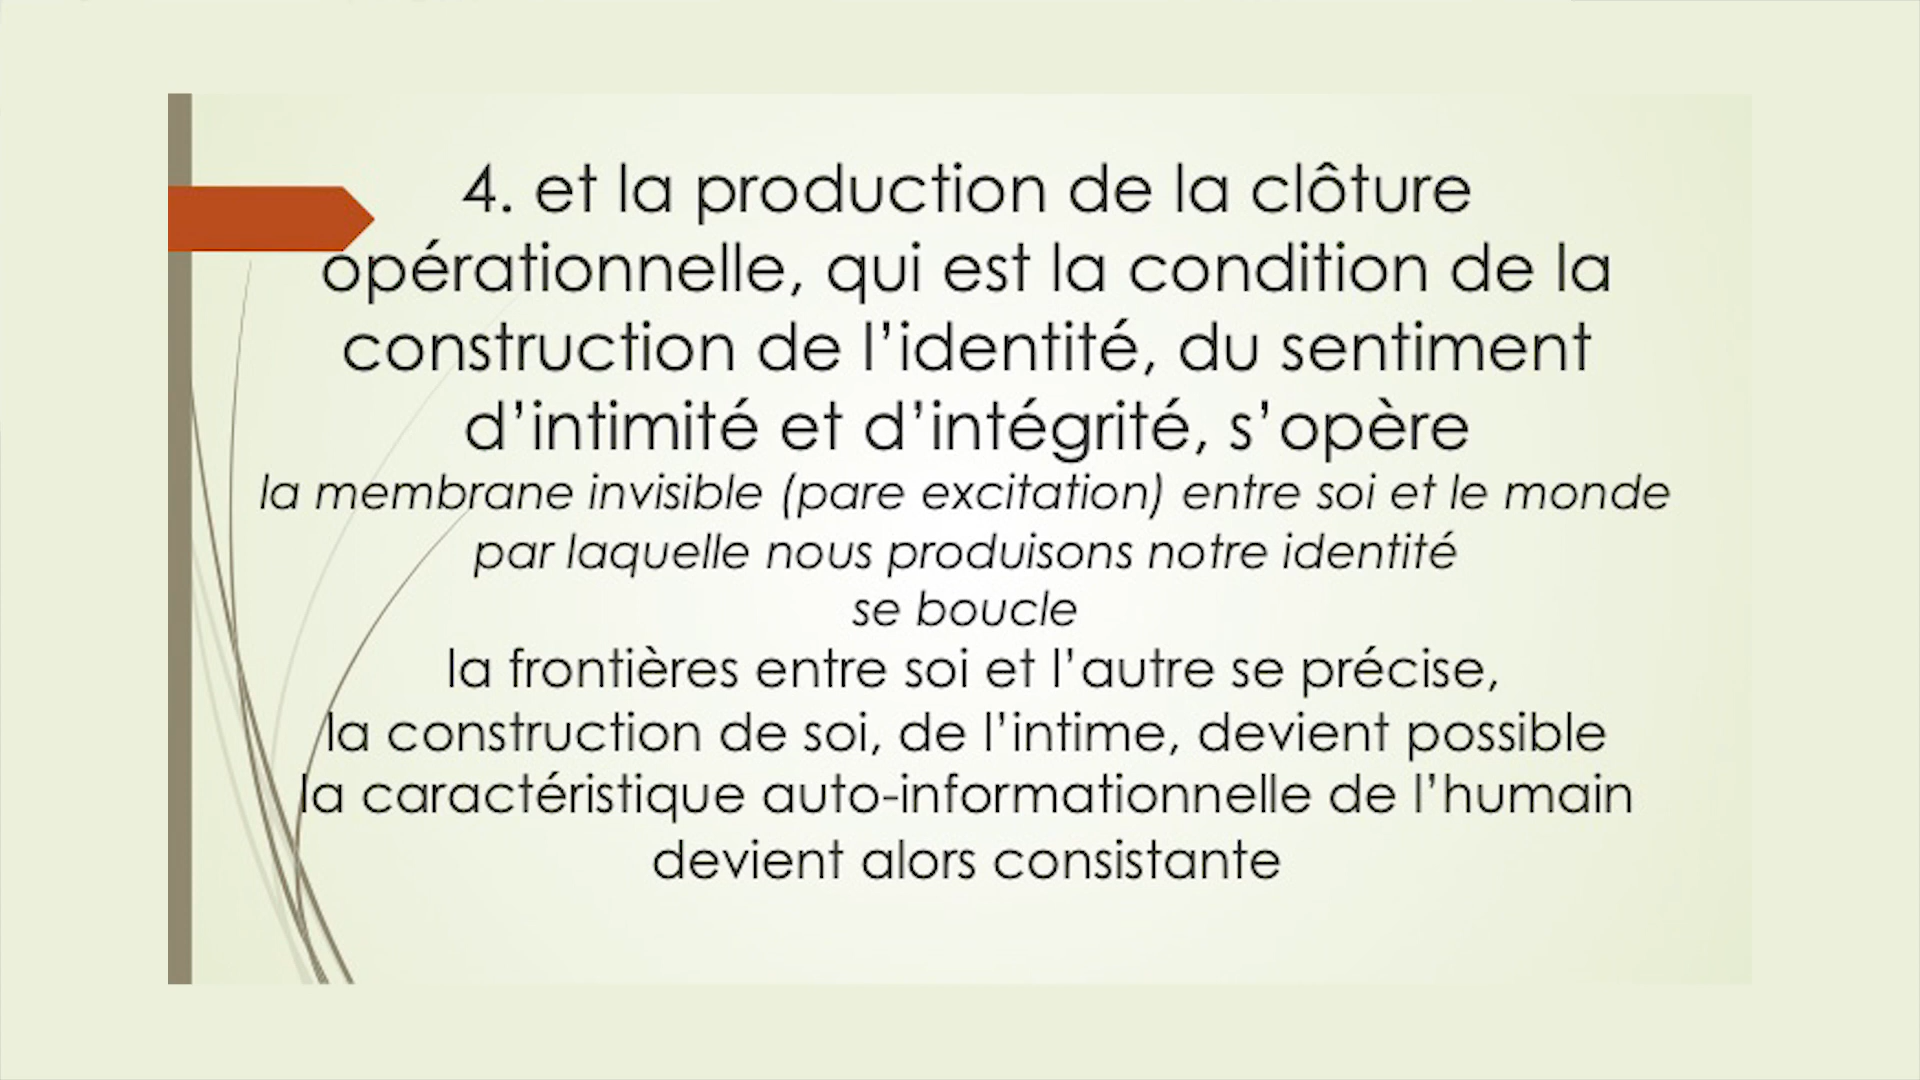 4. et la production de la clôture
opérationnelle, qui est la condition de la
construction de l’identité, du sentiment
d’intimité et d’intégrité, s’opère
la membrane invisible (pare excitation) entre soi et le monde
par laquelle nous produisons notre identité
se boucle
la frontières entre soi et l’autre se précise,
la construction de soi, de l’intime, devient possible
la caractéristique auto-informationnelle de l’humain
devient alors consistante